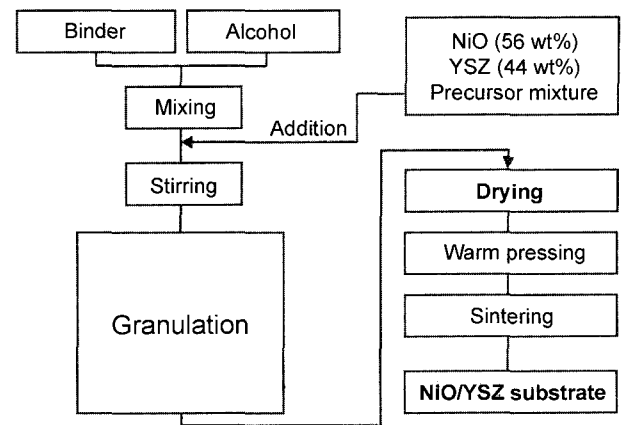 Binder
Alcohol
NiO (56 wt%)
YSZ (44 wt%)
Precursor mixture
Mixing
Addition
Stirring
Granulation
Drying
Warm pressing
Sintering
NiO/YSZ substrate